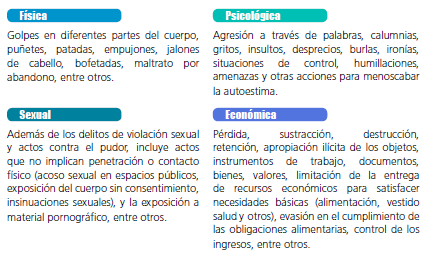 Física
Golpes en diferentes partes del cuerpo,
puñetes, patadas, empujones, jalones
de cabello, bofetadas, maltrato por
abandono, entre otros.
Psicológica
Agresión a través de palabras, calumnias,
gritos, insultos, desprecios, burlas, ironías,
situaciones de control, humillaciones,
amenazas y otras acciones para menoscabar
la autoestima.
Sexual
Además de los delitos de violación sexual
y actos contra el pudor, incluye actos
que no implican penetración o contacto
físico (acoso sexual en espacios públicos,
exposición del cuerpo sin consentimiento,
insinuaciones sexuales), y la exposición a
material pornográfico, entre otros.
Económica
Pérdida, sustracción, destrucción,
retención, apropiación ilícita de los objetos,
instrumentos de trabajo, documentos,
bienes, valores, limitación de la entrega
de recursos económicos para satisfacer
necesidades básicas (alimentación, vestido
salud y otros), evasión en el cumplimiento de
las obligaciones alimentarias, control de los
ingresos, entre otros.